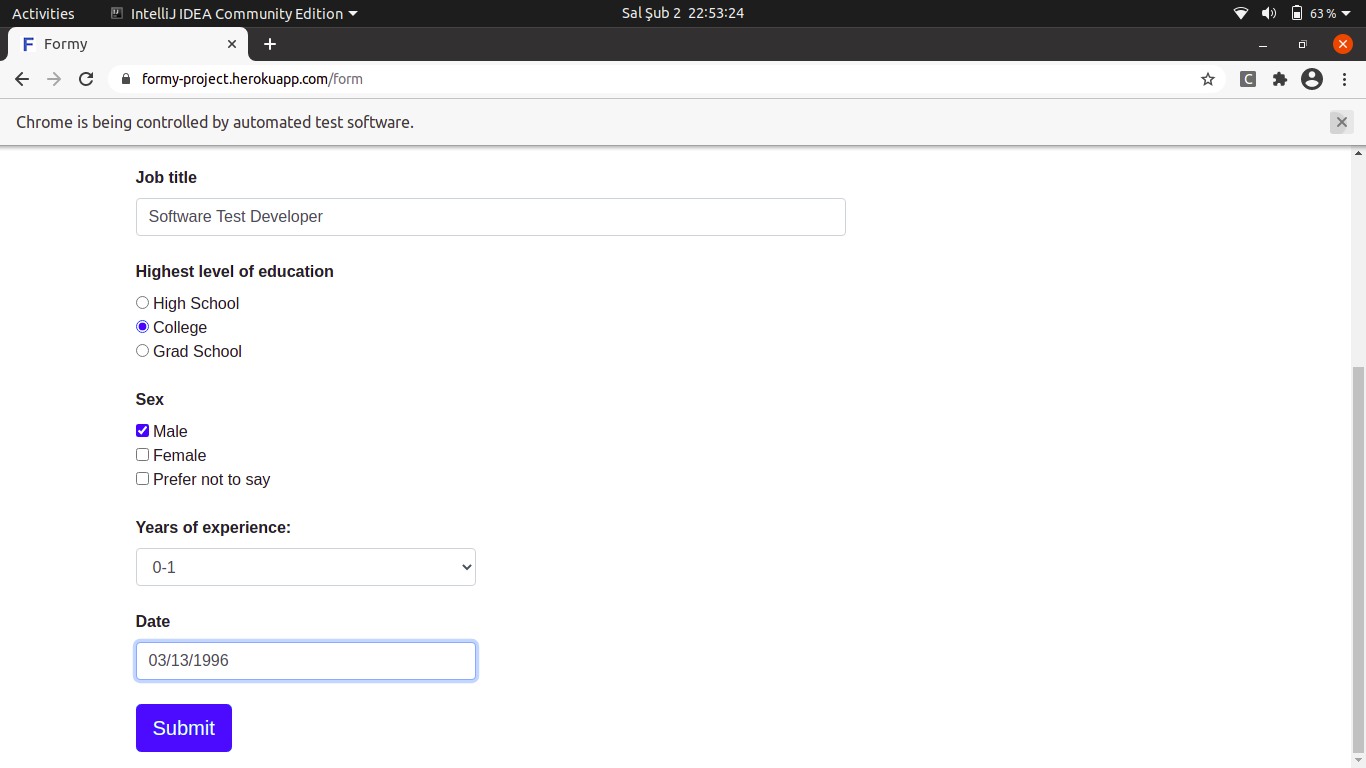 Activities IntelliJ IDEA Community Edition Sal Şub 2 22:53:24 63 %
F Formy
formy-project.herokuapp.com/form C
Chrome is being controlled by automated test software.
Job title
Software Test Developer
Highest level of education
High School
College
Grad School
Sex
Male
Female
Prefer not to say
Years of experience:
0-1
Date
03/13/1996
Submit